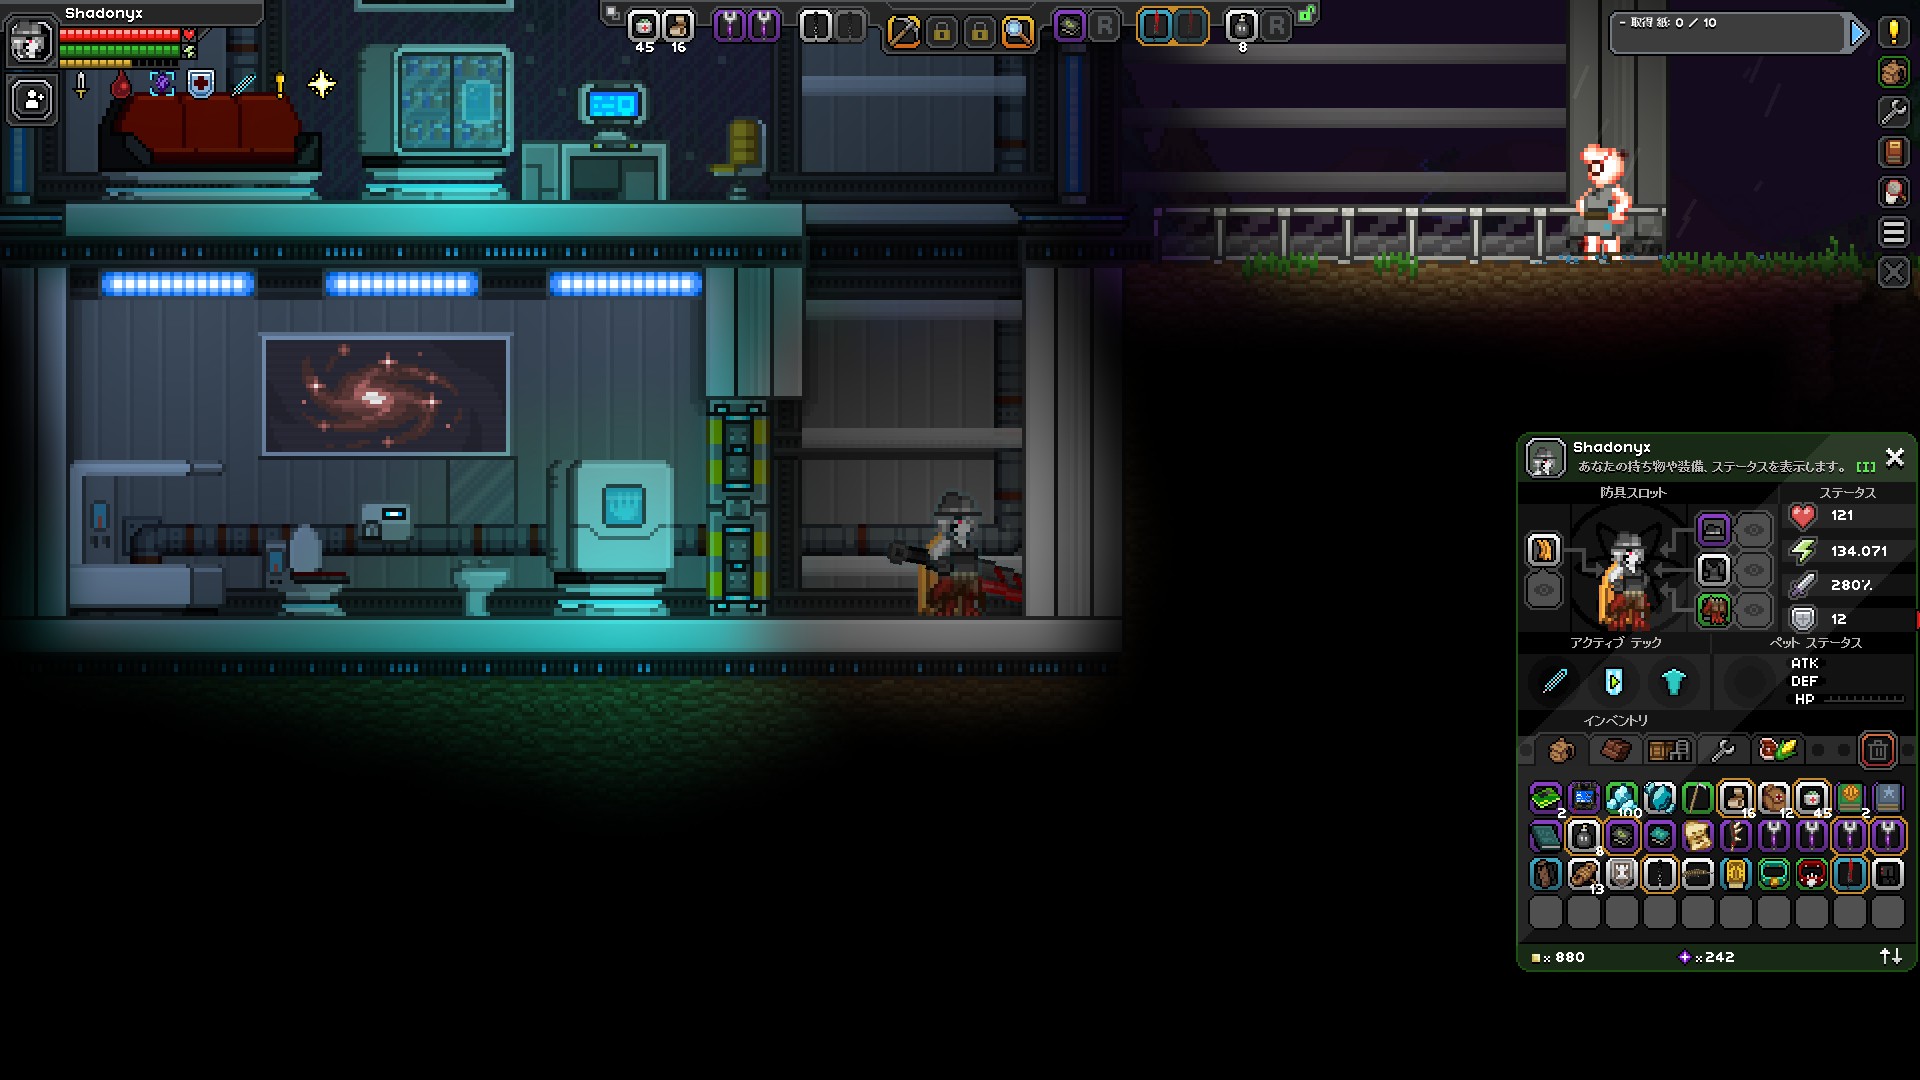 Shadonyx
45
16
R
8
R
- 取得 紙: 0 / 10
Shadonyx
あなたの持ち物や装備、ステータスを表示します。 [I]
防具スロット
ステータス
121
134.071
280%
12
アクティブ テック
ペット ステータス
ATK
DEF
HP
インベントリ
2
100
16
12
45
2
8
13
x 880
x 242